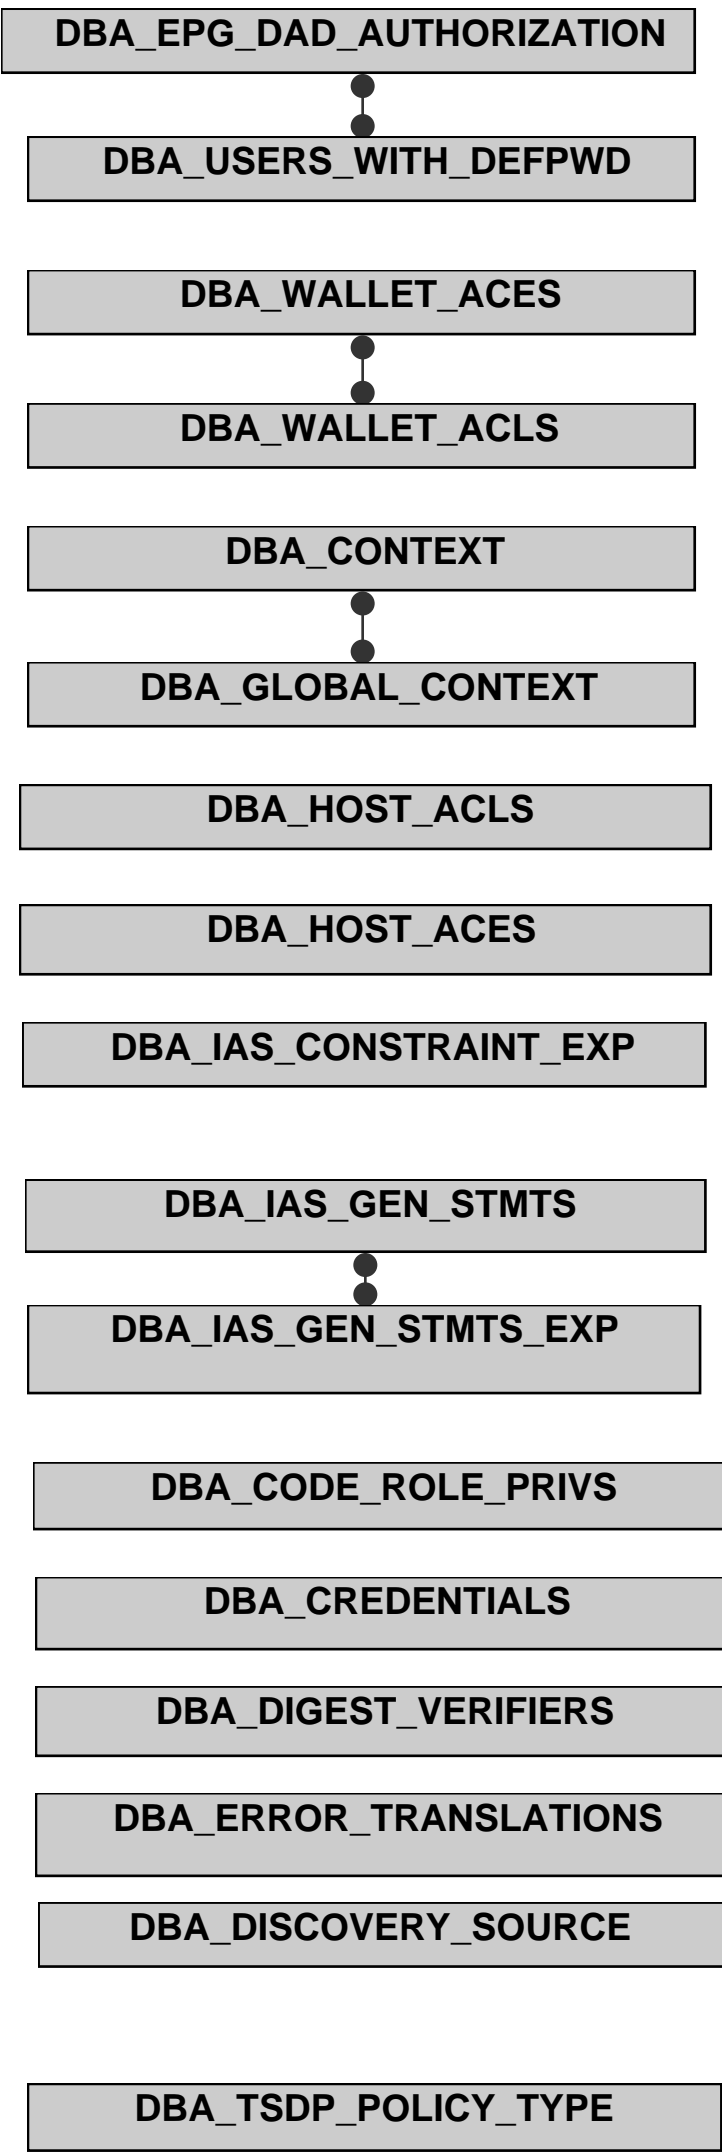 DBA_EPG_DAD_AUTHORIZATION
DBA_USERS_WITH_DEFPWD
DBA_WALLET_ACES
DBA_WALLET_ACLS
DBA_CONTEXT
DBA_GLOBAL_CONTEXT
DBA_HOST_ACLS
DBA_HOST_ACES
DBA_IAS_CONSTRAINT_EXP
DBA_IAS_GEN_STMTS
DBA_IAS_GEN_STMTS_EXP
DBA_CODE_ROLE_PRIVS
DBA_CREDENTIALS
DBA_DIGEST_VERIFIERS
DBA_ERROR_TRANSLATIONS
DBA_DISCOVERY_SOURCE
DBA_TSDP_POLICY_TYPE